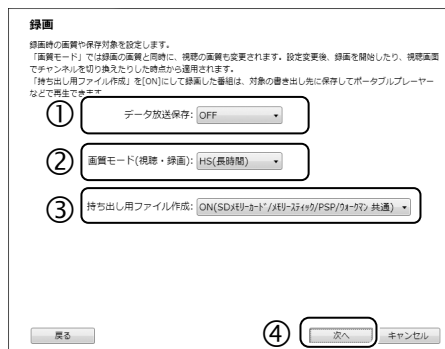 録画
録画時の画質や保存対象を設定します。
「画質モード」では録画の画質と同時に、視聴の画質も変更されます。設定変更後、録画を開始したり、視聴画面
でチャンネルを切り換えたりした時点から適用されます。
「持ち出し用ファイル作成」を[ON]にして録画した番組は、対象の書き出し先に保存してポータブルプレーヤー
などで再生できます。
① データ放送保存: OFF
② 画質モード(視聴・録画): HS(長時間)
③ 持ち出し用ファイル作成: ON(SDﾒﾓﾘｰｶｰﾄﾞ/ﾒﾓﾘｰｽﾃｨｯｸ/PSP/ｳｫｰｸﾏﾝ 共通)
戻る ④ 次へ キャンセル